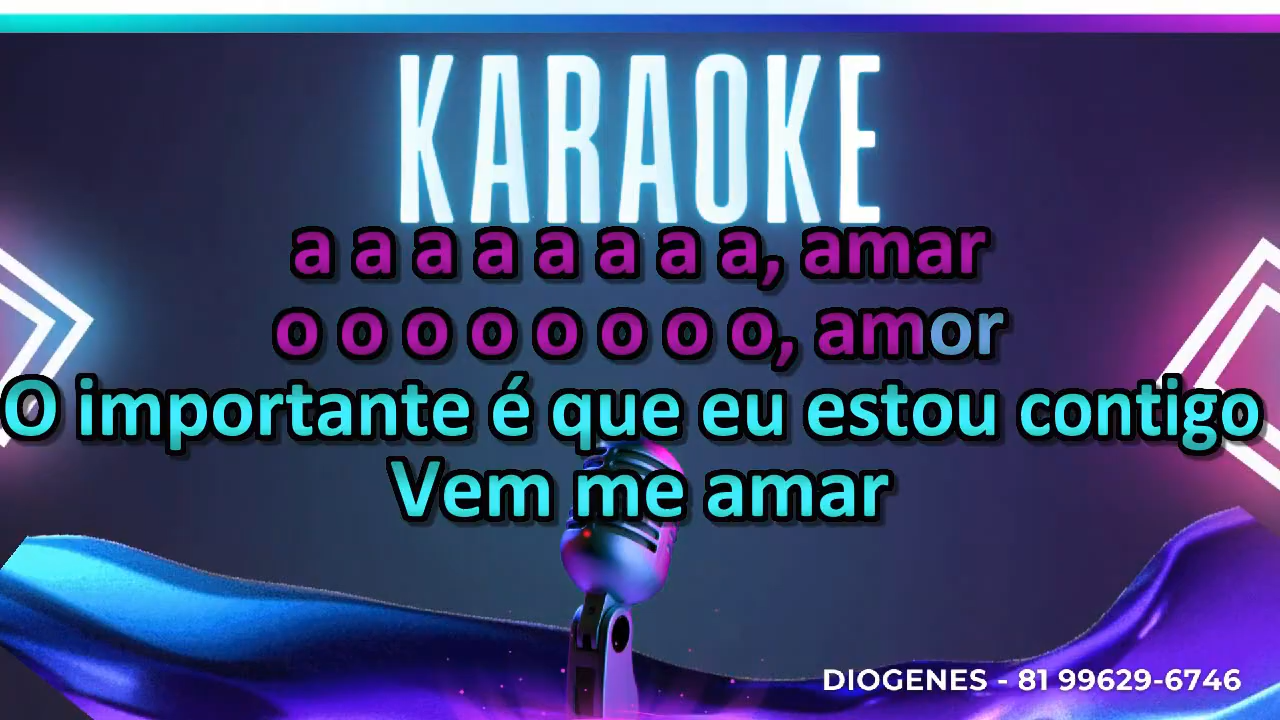 KARAOKE
a a a a a a a a, amar
o o o o o o o o, amor
O importante é que eu estou contigo
Vem me amar
DIOGENES - 81 99629-6746